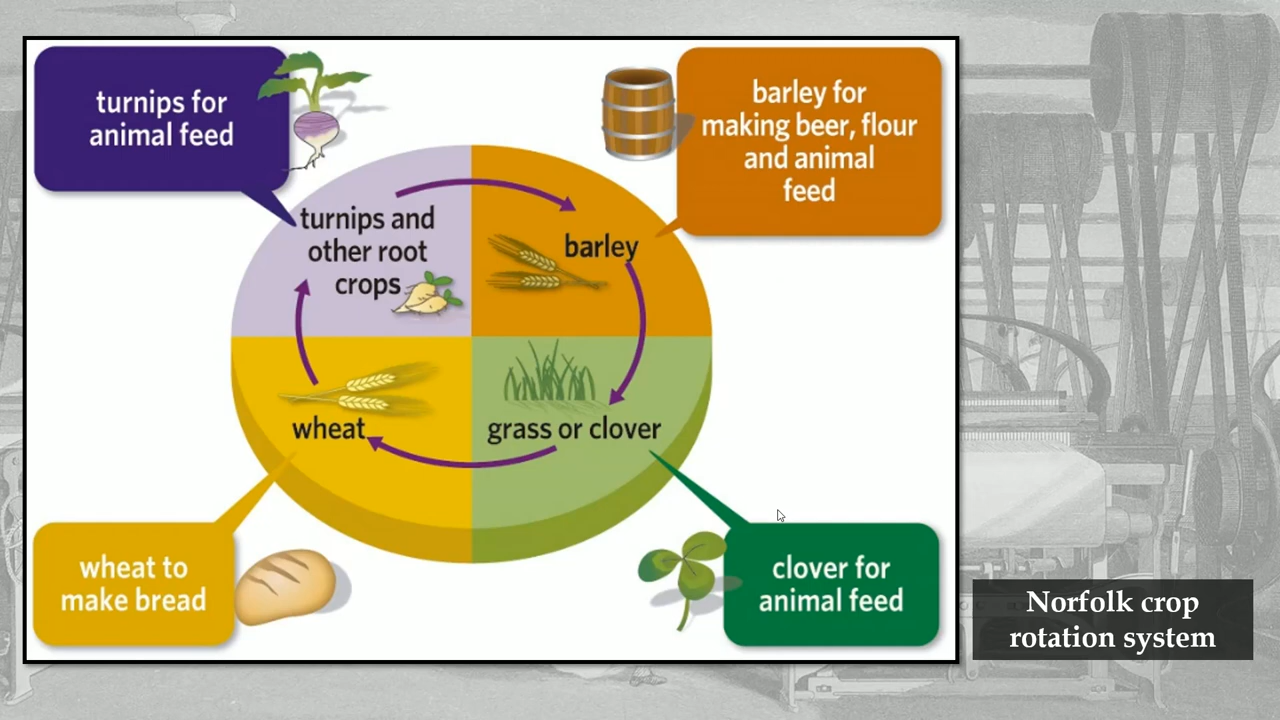 turnips for
animal feed
barley for
making beer, flour
and animal
feed
turnips and
other root
crops
barley
wheat
grass or clover
wheat to
make bread
clover for
animal feed
Norfolk crop
rotation system